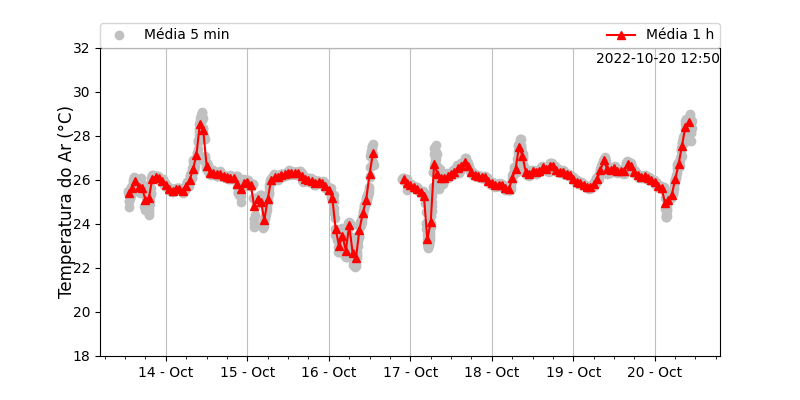 Média 5 min
Média 1 h
2022-10-20 12:50
Temperatura do Ar (°C)
32
30
28
26
24
22
20
18
14 - Oct
15 - Oct
16 - Oct
17 - Oct
18 - Oct
19 - Oct
20 - Oct